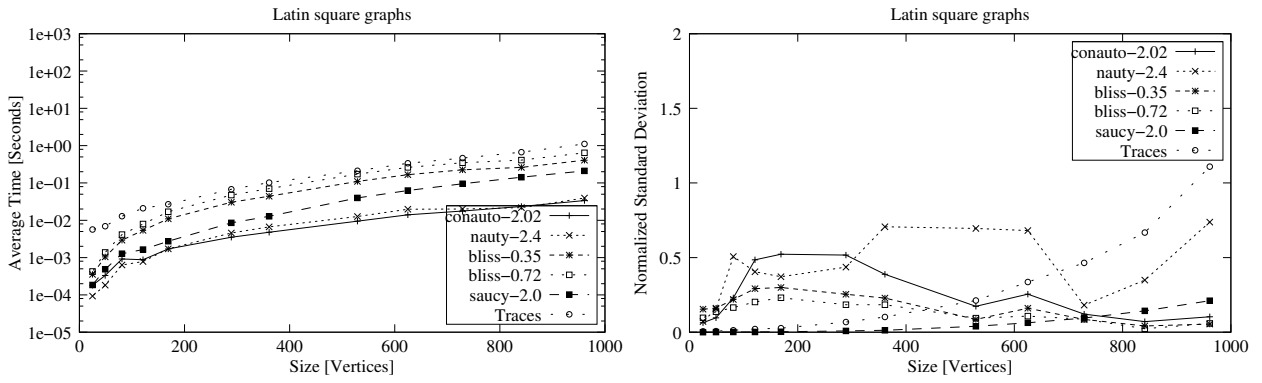 Latin square graphs
Average Time [Seconds]
1e+03
1e+02
1e+01
1e+00
1e−01
1e−02
1e−03
1e−04
1e−05
0
200
400
600
800
1000
Size [Vertices]
conauto−2.02
nauty−2.4
bliss−0.35
bliss−0.72
saucy−2.0
Traces
Latin square graphs
Normalized Standard Deviation
2
1.5
1
0.5
0
0
200
400
600
800
1000
Size [Vertices]
conauto−2.02
nauty−2.4
bliss−0.35
bliss−0.72
saucy−2.0
Traces